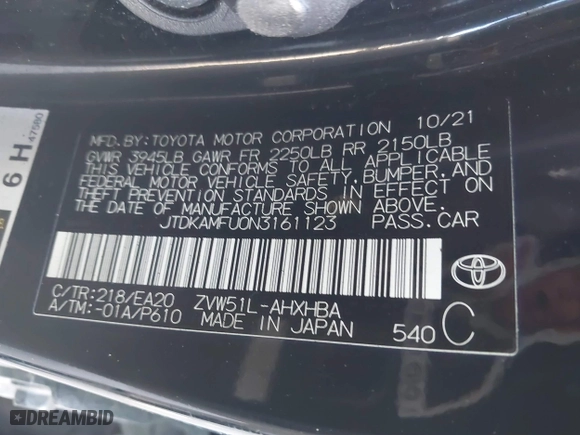 MFD.BY:TOYOTA MOTOR CORPORATION 10/21
GVWR 3945LB GAWR FR 2250LB RR 2150LB
THIS VEHICLE CONFORMS TO ALL APPLICABLE
FEDERAL MOTOR VEHICLE SAFETY,BUMPER,AND
THEFT PREVENTION STANDARDS IN EFFECT ON
THE DATE OF MANUFACTURE SHOWN ABOVE.
JTDKAMFU0N3161123 PASS.CAR
C/TR:218/EA20 ZVW51L-AHXHBA
A/TM:-01A/P610 MADE IN JAPAN 540 C
6 H
47580
DREAMBID